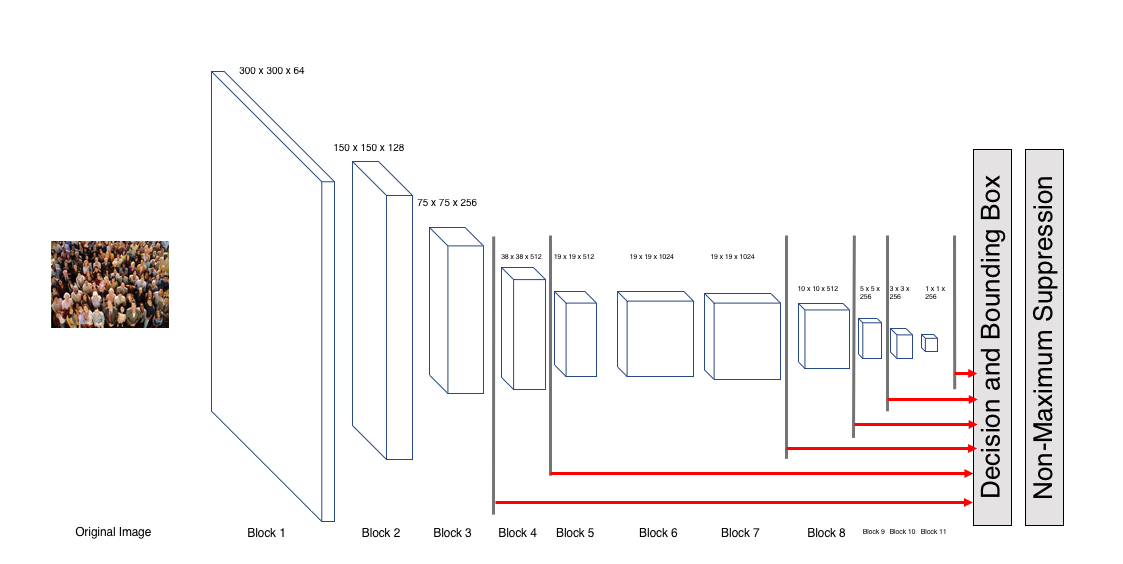 300 x 300 x 64
150 x 150 x 128
75 x 75 x 256
38 x 38 x 512
19 x 19 x 512
19 x 19 x 1024
19 x 19 x 1024
10 x 10 x 512
5 x 5 x
256
3 x 3 x
256
1 x 1 x
256
Decision and Bounding Box
Non-Maximum Suppression
Original Image
Block 1
Block 2
Block 3
Block 4
Block 5
Block 6
Block 7
Block 8
Block 9
Block 10
Block 11